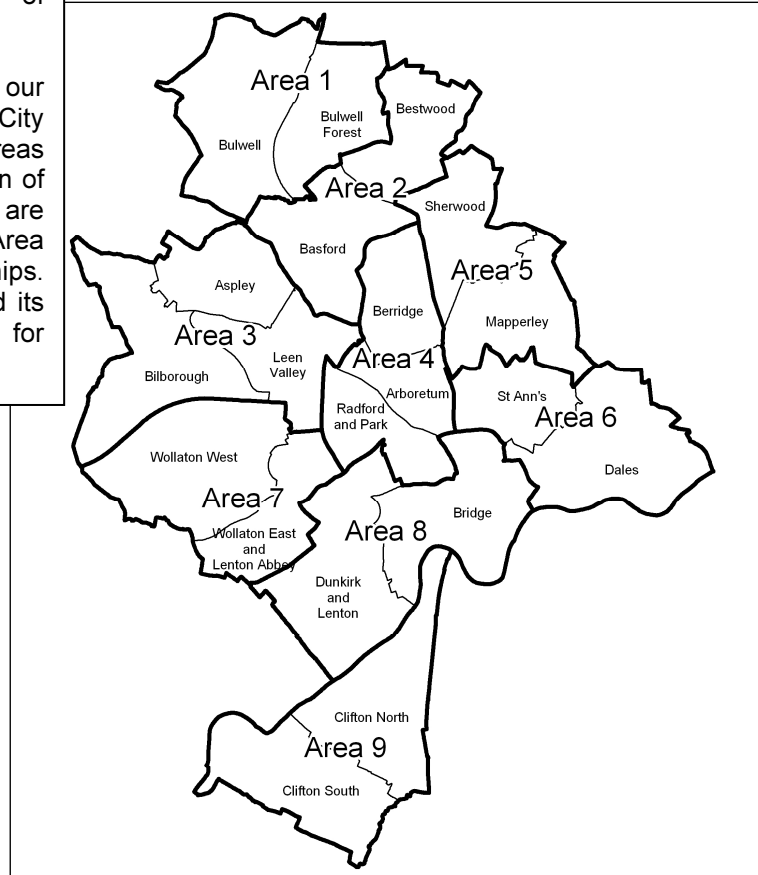 or
our
City
reas
n of
are
Area
hips.
d its
for
Area 1
Bulwell
Forest
Bestwood
Bulwell
Area 2
Sherwood
Basford
Area 5
Aspley
Berridge
Mapperley
Area 3
Leen
Valley
Area 4
Bilborough
Arboretum
St Ann's
Radford
and Park
Area 6
Wollaton West
Dales
Area 7
Bridge
Wollaton East
and
Lenton Abbey
Area 8
Dunkirk
and
Lenton
Clifton North
Area 9
Clifton South